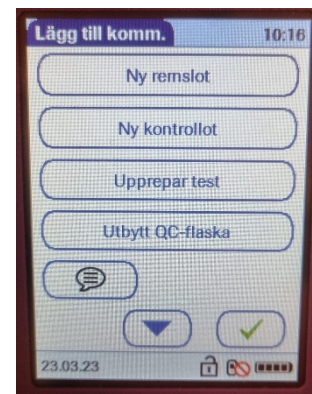 Lägg till komm.
10:16
Ny remslot
Ny kontrollot
Upprepar test
Utbytt QC-flaska
23.03.23